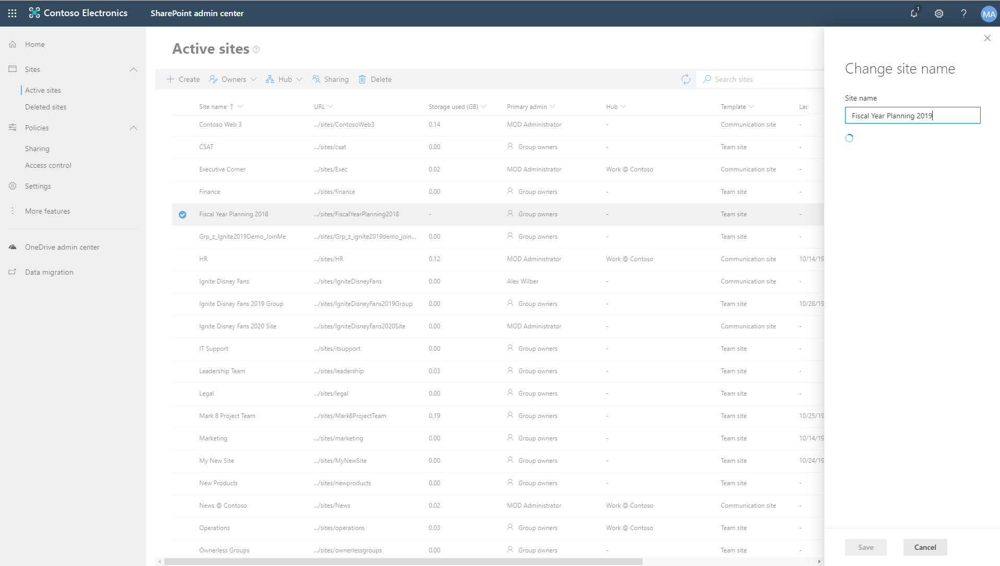 Contoso Electronics SharePoint admin center 1 ? MA
Home
Sites
Active sites
Deleted sites
Policies
Sharing
Access control
Settings
More features
OneDrive admin center
Data migration
Active sites ?
Create Owners Hub Sharing Delete Search sites
Site name ↑ URL Storage used (GB) Primary admin Hub Template Las
Contoso Web 3 .../sites/ContosoWeb3 0.14 MOD Administrator - Communication site -
CSAT .../sites/csat 0.00 Group owners - Team site -
Executive Corner .../sites/Exec 0.02 MOD Administrator Work @ Contoso Communication site -
Finance .../sites/finance 0.00 Group owners - Team site -
Fiscal Year Planning 2018 .../sites/FiscalYearPlanning2018 - Group owners - Team site -
Grp_z_Ignite2019Demo_JoinMe .../sites/Grp_z_ignite2019demo_join... 0.00 Group owners - Team site -
HR .../sites/HR 0.12 MOD Administrator Work @ Contoso Communication site 10/14/19
Ignite Disney Fans .../sites/IgniteDisneyFans 0.00 Alex Wilber - Communication site -
Ignite Disney Fans 2019 Group .../sites/IgniteDisneyFans2019Group 0.00 Group owners - Team site 10/28/19
Ignite Disney Fans 2020 Site .../sites/IgniteDisneyFans2020Site 0.00 MOD Administrator - Communication site -
IT Support .../sites/itsupport 0.00 Group owners - Team site -
Leadership Team .../sites/leadership 0.03 Group owners - Team site -
Legal .../sites/legal 0.00 Group owners - Team site -
Mark 8 Project Team .../sites/Mark8ProjectTeam 0.19 Group owners - Team site 10/25/19
Marketing .../sites/marketing 0.00 Group owners - Team site 10/14/19
My New Site .../sites/MyNewSite 0.00 Group owners - Team site 10/24/19
New Products .../sites/newproducts 0.00 Group owners - Team site -
News @ Contoso .../sites/News 0.02 MOD Administrator Work @ Contoso Communication site -
Operations .../sites/operations 0.03 Group owners Work @ Contoso Team site -
Ownerless Groups .../sites/ownerlessgroups 0.00 Group owners - Team site -
Change site name
Site name
Fiscal Year Planning 2019
Save Cancel